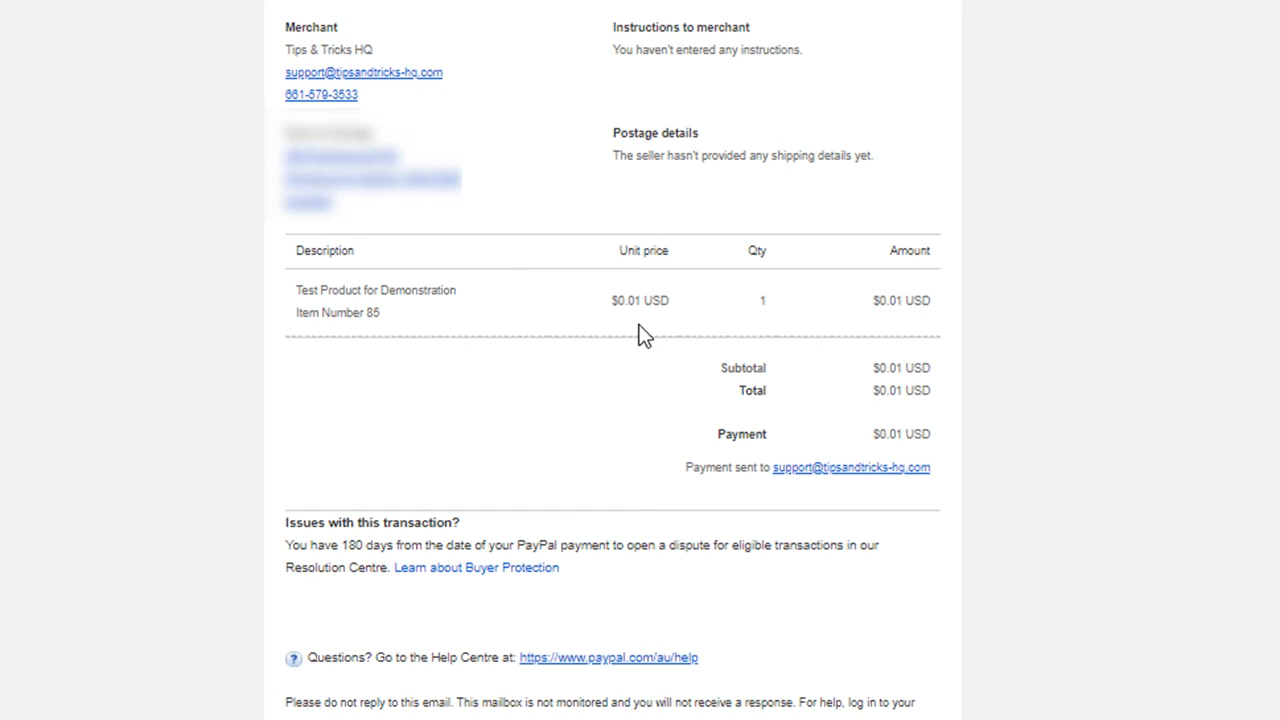 Merchant
Tips & Tricks HQ
support@tipsandtricks-hq.com
661-579-3533
Instructions to merchant
You haven't entered any instructions.
Postage details
The seller hasn't provided any shipping details yet.
Description Unit price Qty Amount
Test Product for Demonstration
Item Number 85
$0.01 USD 1 $0.01 USD
Subtotal $0.01 USD
Total $0.01 USD
Payment $0.01 USD
Payment sent to support@tipsandtricks-hq.com
Issues with this transaction?
You have 180 days from the date of your PayPal payment to open a dispute for eligible transactions in our
Resolution Centre. Learn about Buyer Protection
? Questions? Go to the Help Centre at: https://www.paypal.com/au/help
Please do not reply to this email. This mailbox is not monitored and you will not receive a response. For help, log in to your